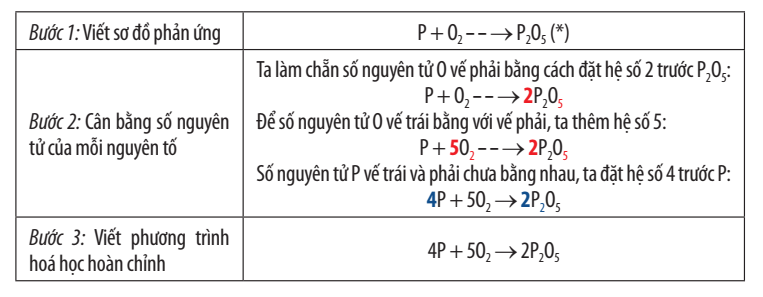 Bước 1: Viết sơ đồ phản ứng
P + O₂ – – → P₂O₅ (*)
Bước 2: Cân bằng số nguyên
tử của mỗi nguyên tố
Ta làm chẵn số nguyên tử O vế phải bằng cách đặt hệ số 2 trước P₂O₅:
P + O₂ – – → 2P₂O₅
Để số nguyên tử O vế trái bằng với vế phải, ta thêm hệ số 5:
P + 5O₂ – – → 2P₂O₅
Số nguyên tử P vế trái và phải chưa bằng nhau, ta đặt hệ số 4 trước P:
4P + 5O₂ → 2P₂O₅
Bước 3: Viết phương trình
hoá học hoàn chỉnh
4P + 5O₂ → 2P₂O₅